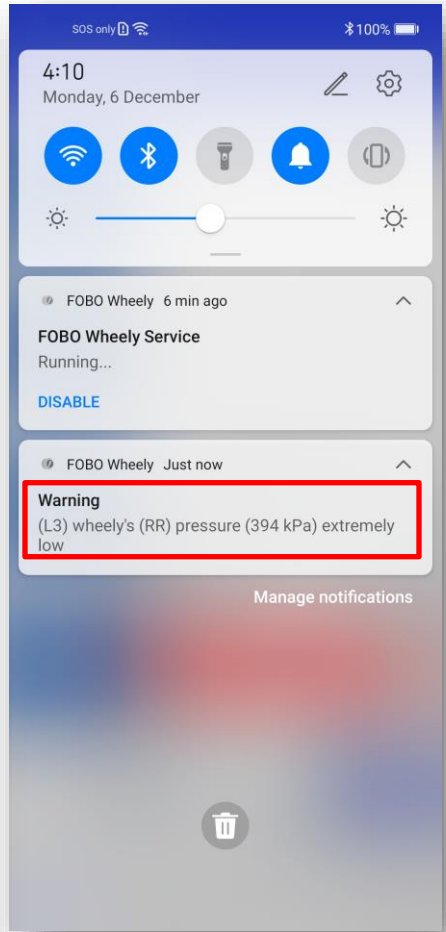 SOS only
100%
4:10
Monday, 6 December
FOBO Wheely 6 min ago
FOBO Wheely Service
Running...
DISABLE
FOBO Wheely Just now
Warning
(L3) wheely's (RR) pressure (394 kPa) extremely
low
Manage notifications